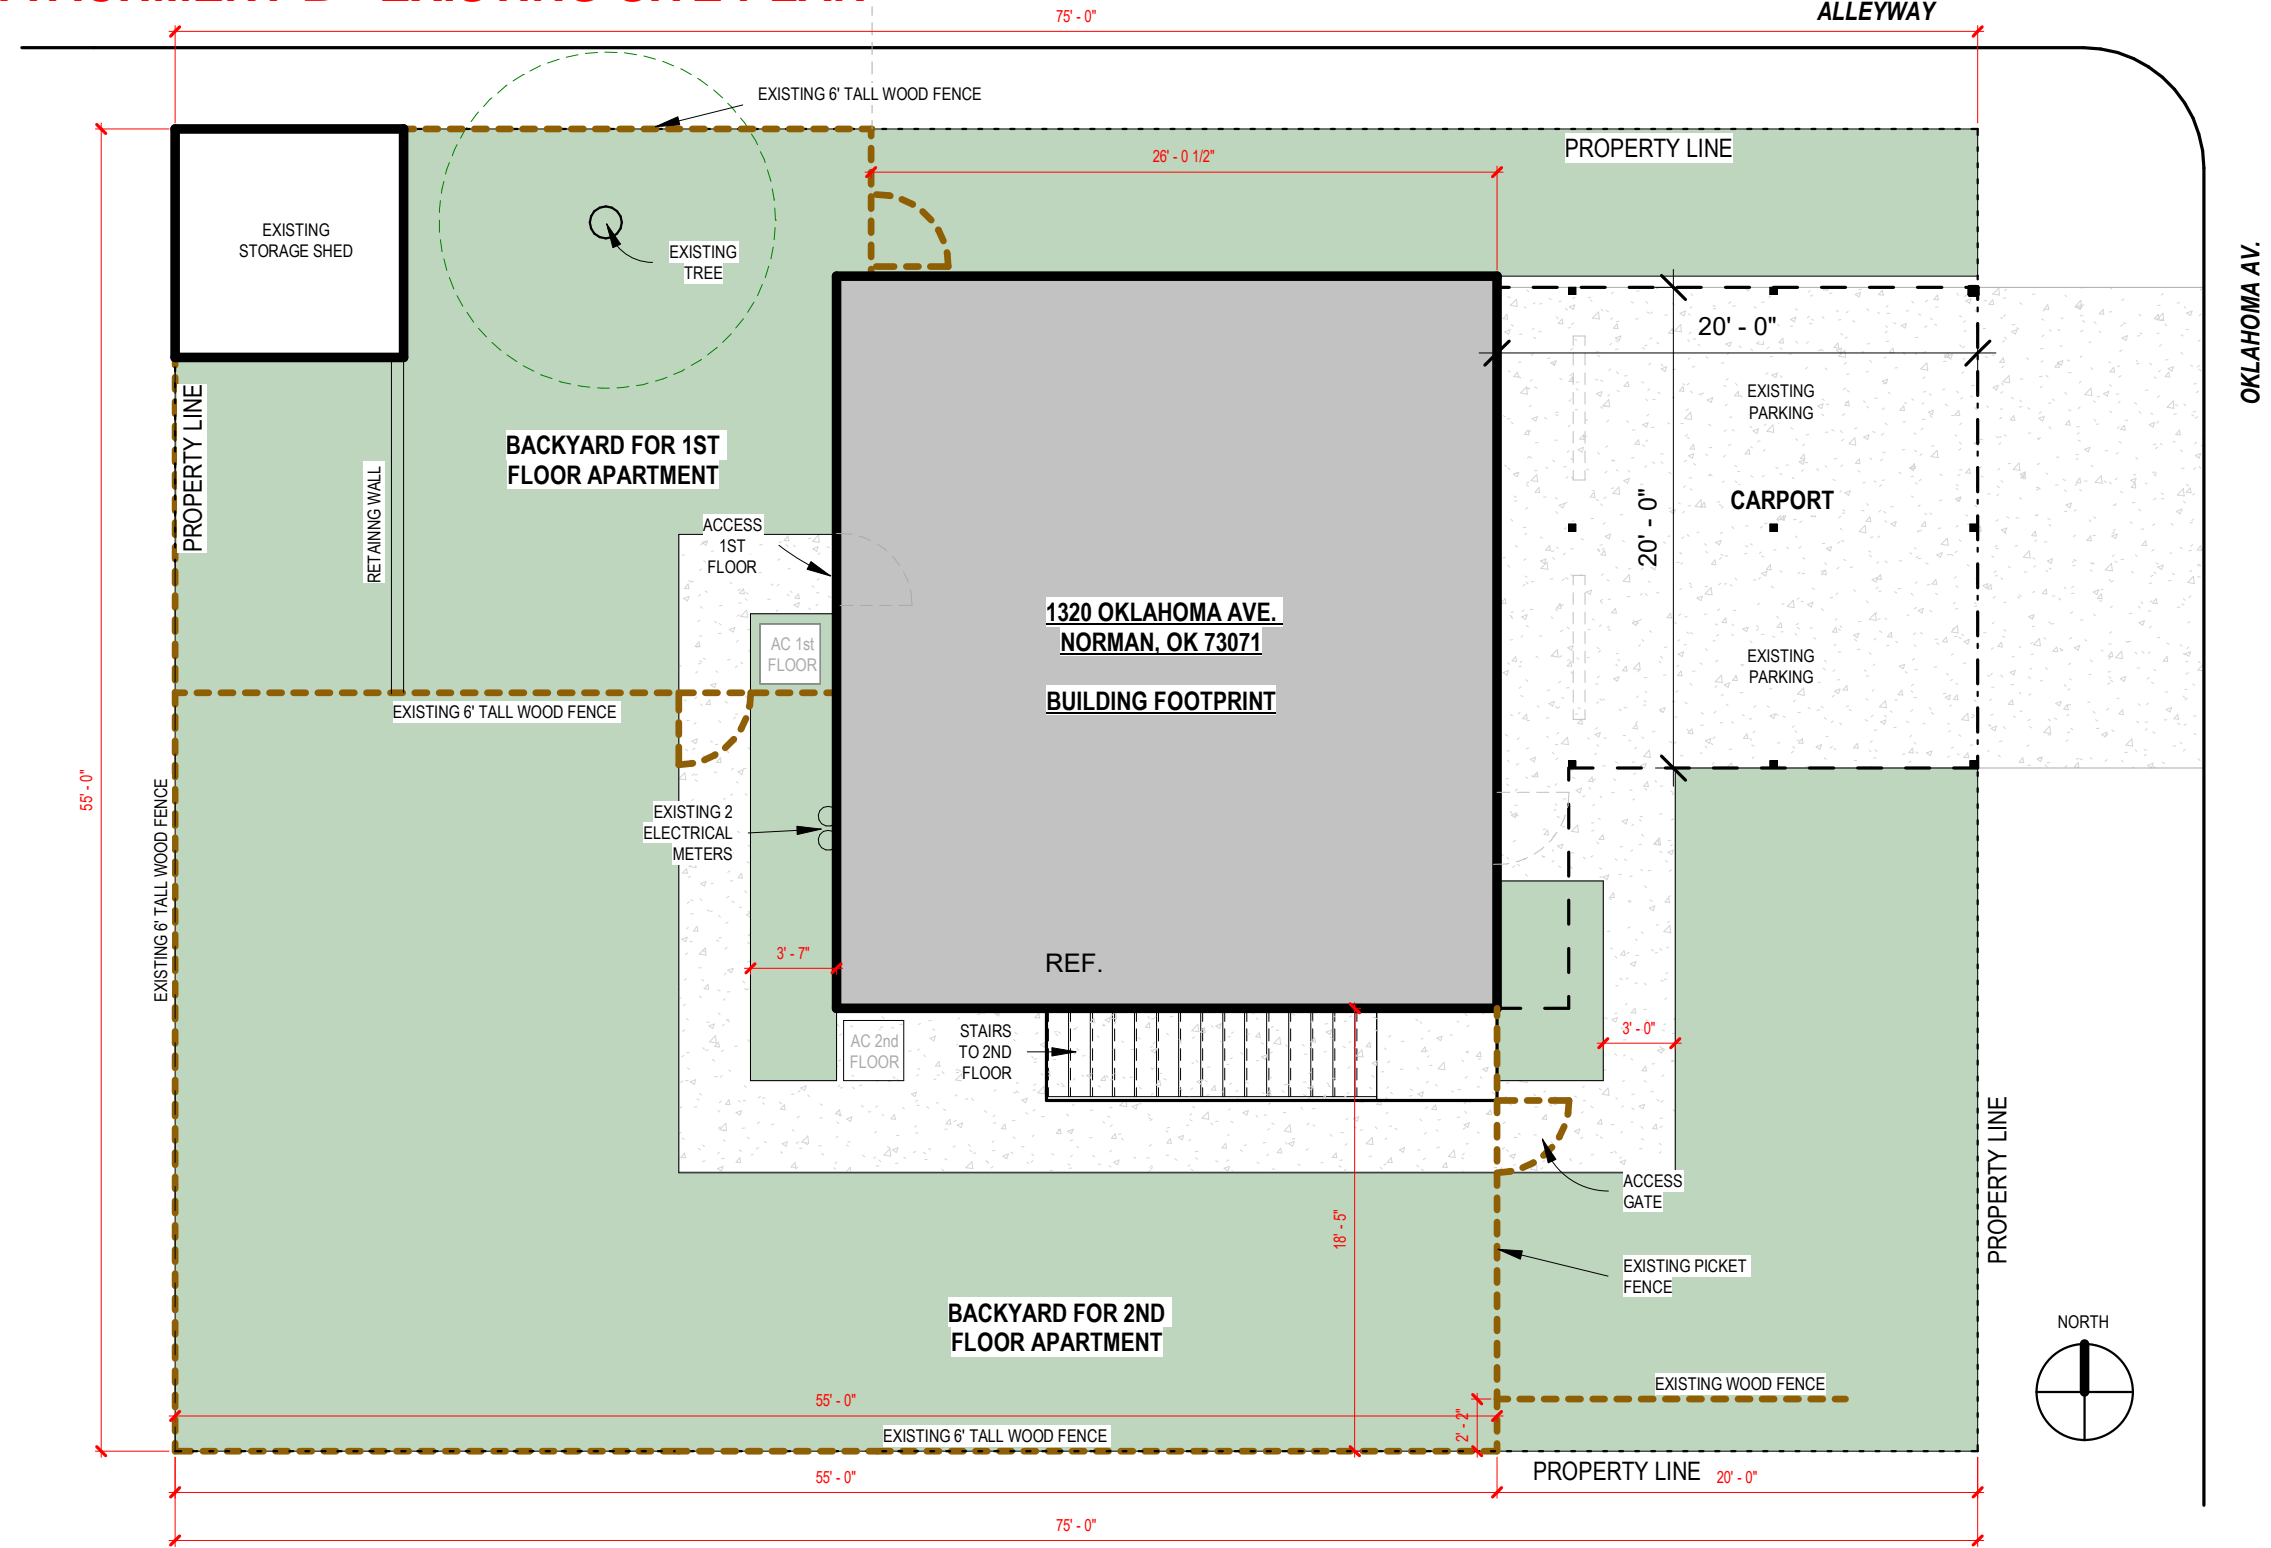 75' - 0"
ALLEYWAY
EXISTING 6' TALL WOOD FENCE
PROPERTY LINE
26' - 0 1/2"
EXISTING
STORAGE SHED
EXISTING
TREE
OKLAHOMA AV.
20' - 0"
EXISTING
PARKING
PROPERTY LINE
BACKYARD FOR 1ST
FLOOR APARTMENT
RETAINING WALL
CARPORT
20' - 0"
ACCESS
1ST
FLOOR
1320 OKLAHOMA AVE.
NORMAN, OK 73071
BUILDING FOOTPRINT
AC 1st
FLOOR
EXISTING
PARKING
EXISTING 6' TALL WOOD FENCE
55' - 0"
EXISTING 6' TALL WOOD FENCE
EXISTING 2
ELECTRICAL
METERS
3' - 7"
REF.
AC 2nd
FLOOR
STAIRS
TO 2ND
FLOOR
3' - 0"
ACCESS
GATE
18' - 5"
PROPERTY LINE
EXISTING PICKET
FENCE
BACKYARD FOR 2ND
FLOOR APARTMENT
NORTH
EXISTING WOOD FENCE
55' - 0"
2' - 2"
EXISTING 6' TALL WOOD FENCE
PROPERTY LINE
55' - 0"
20' - 0"
75' - 0"